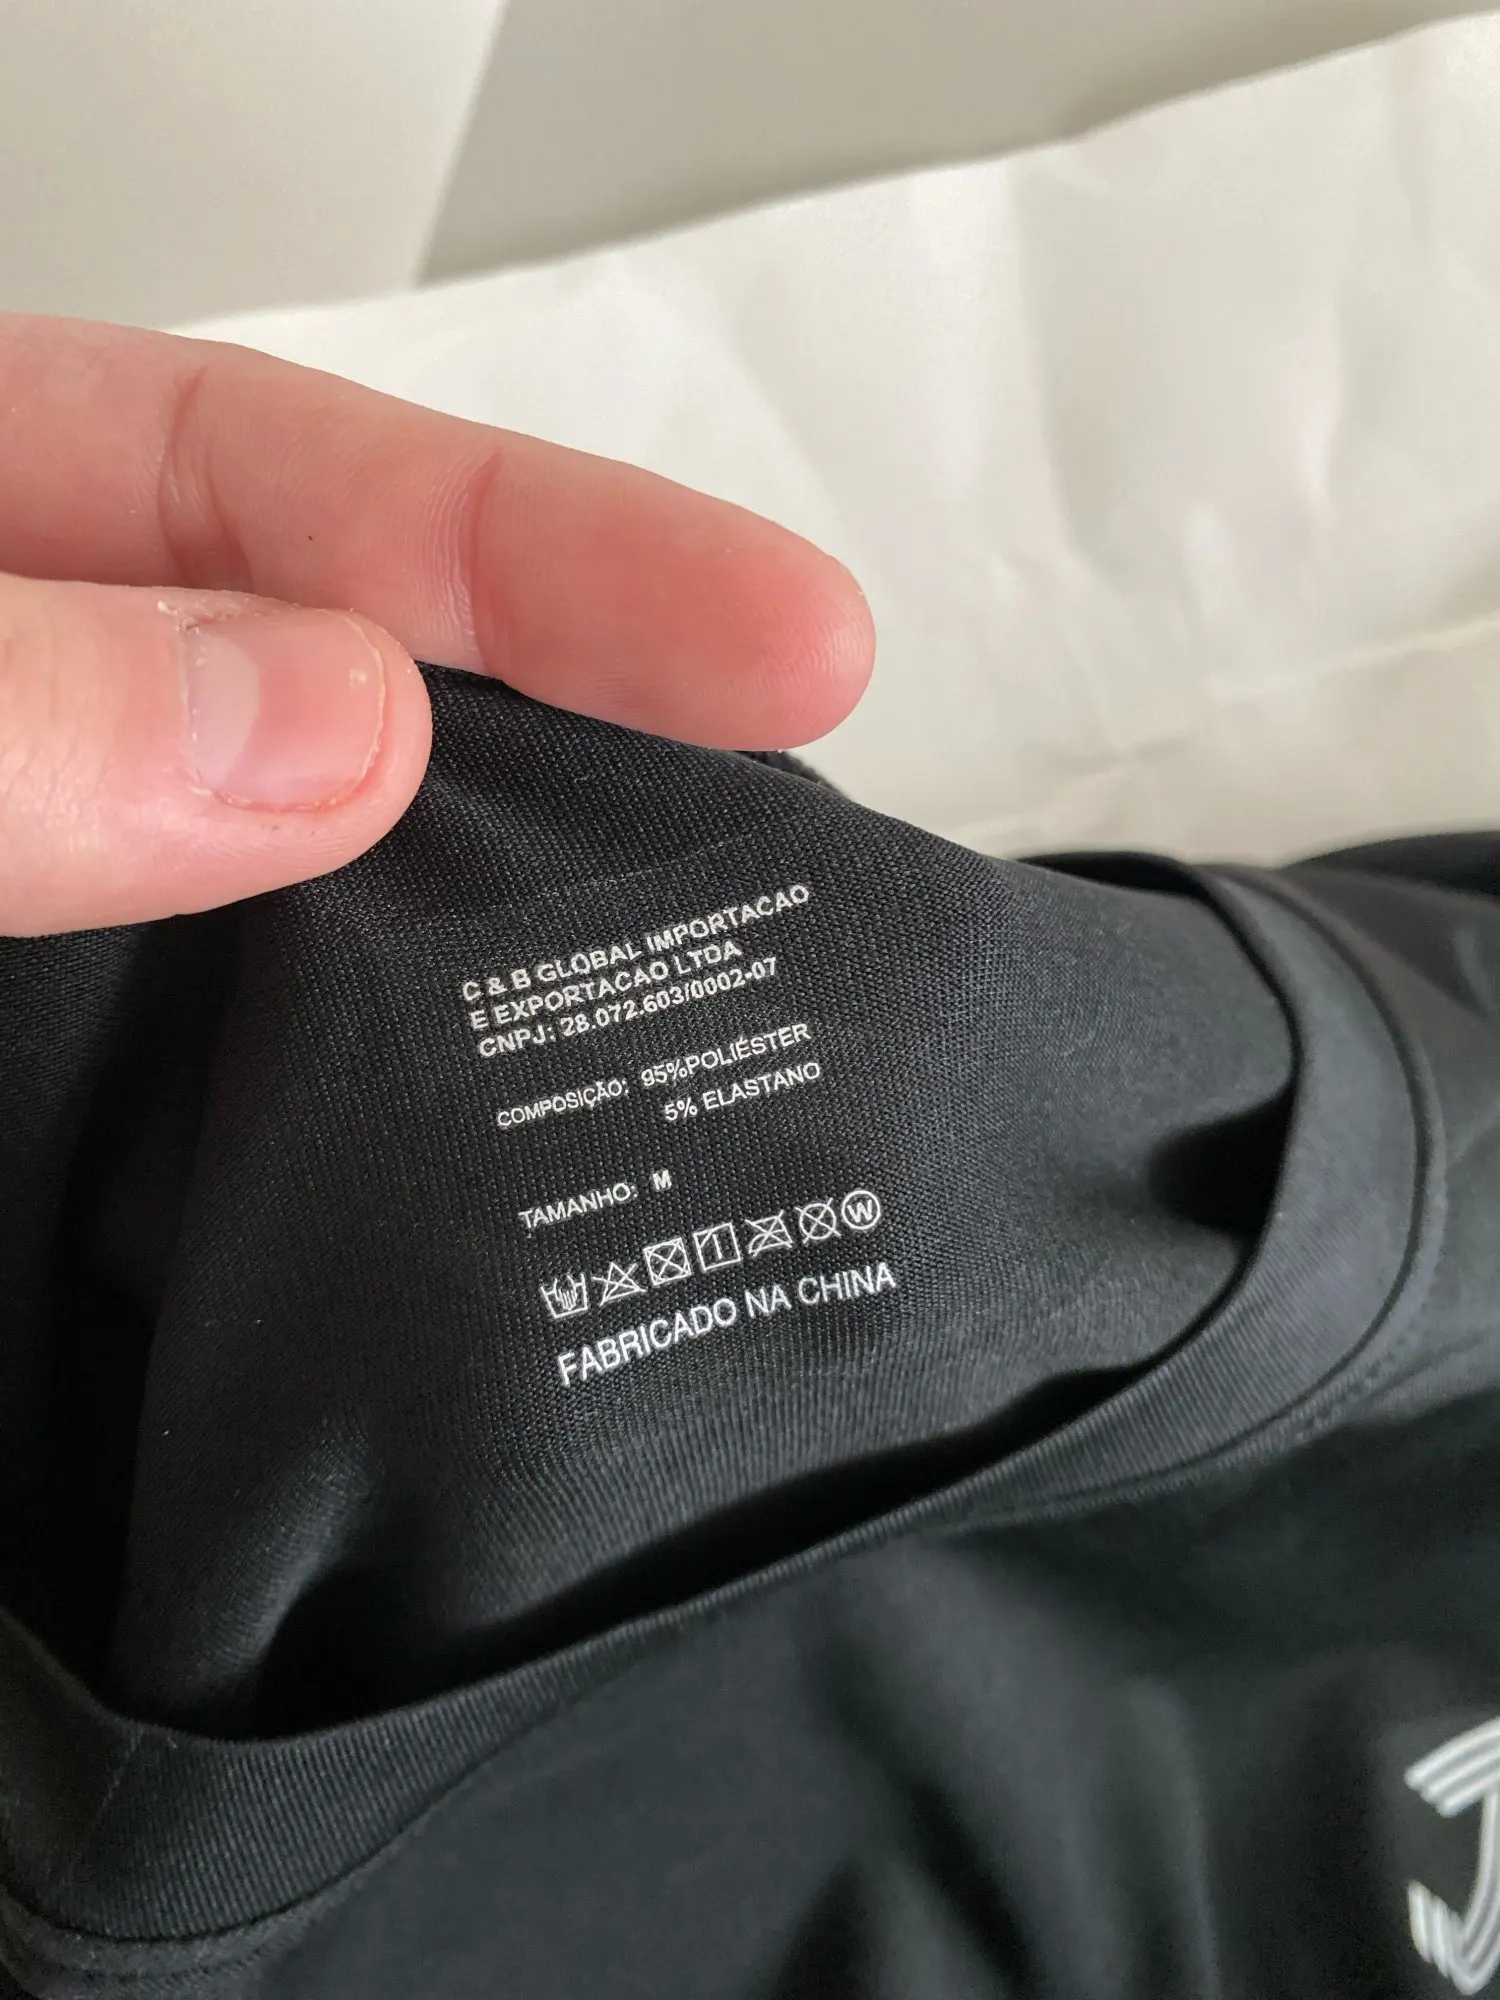 C & B GLOBAL IMPORTACAO
E EXPORTACAO LTDA
CNPJ: 28.072.603/0002-07
COMPOSIÇÃO: 95%POLIÉSTER
5% ELASTANO
TAMANHO: M
W
FABRICADO NA CHINA
J